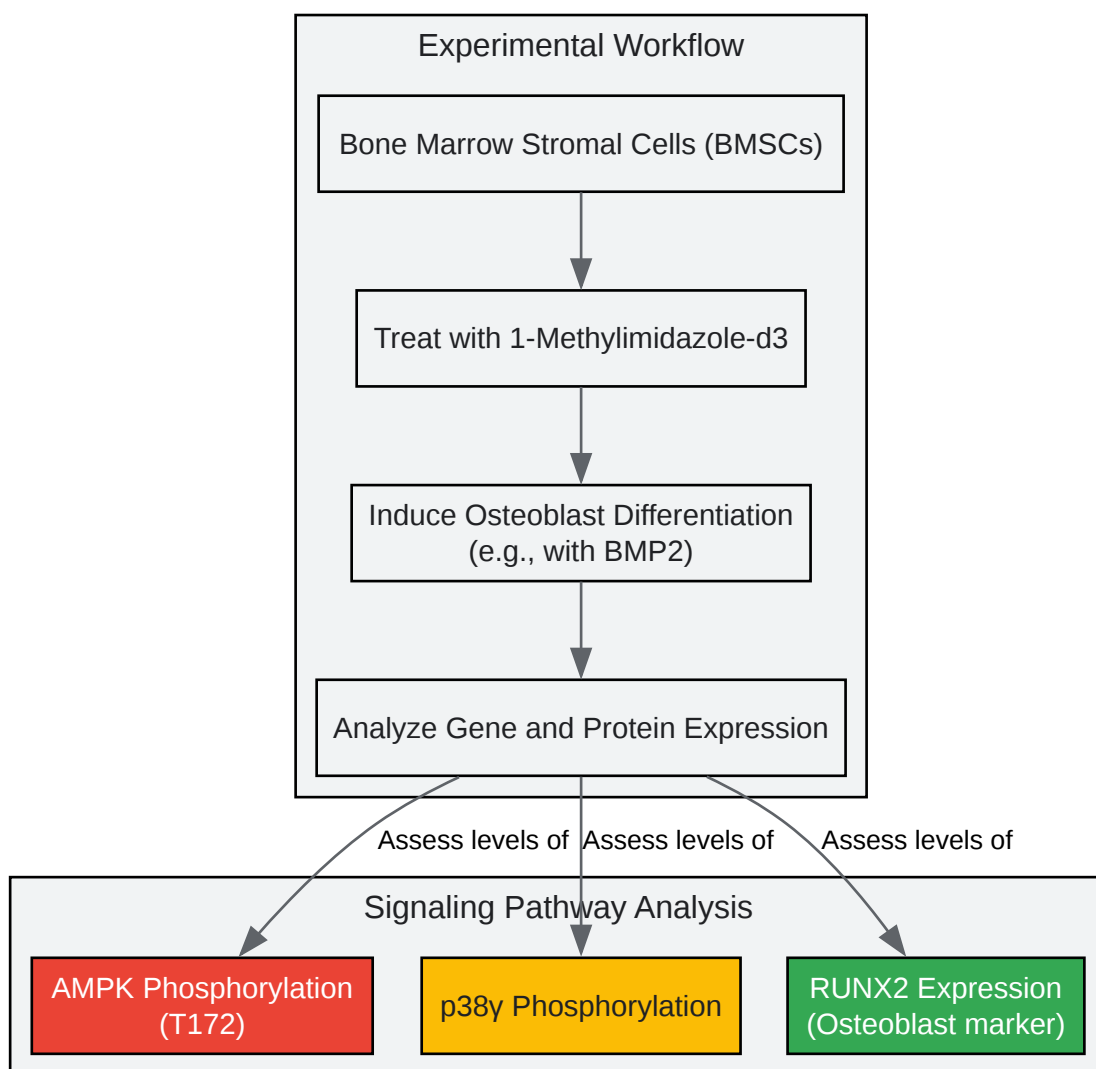 Experimental Workflow
Bone Marrow Stromal Cells (BMSCs)
Treat with 1-Methylimidazole-d3
Induce Osteoblast Differentiation
(e.g., with BMP2)
Analyze Gene and Protein Expression
Assess levels of
Assess levels of
Assess levels of
Signaling Pathway Analysis
AMPK Phosphorylation
(T172)
p38γ Phosphorylation
RUNX2 Expression
(Osteoblast marker)